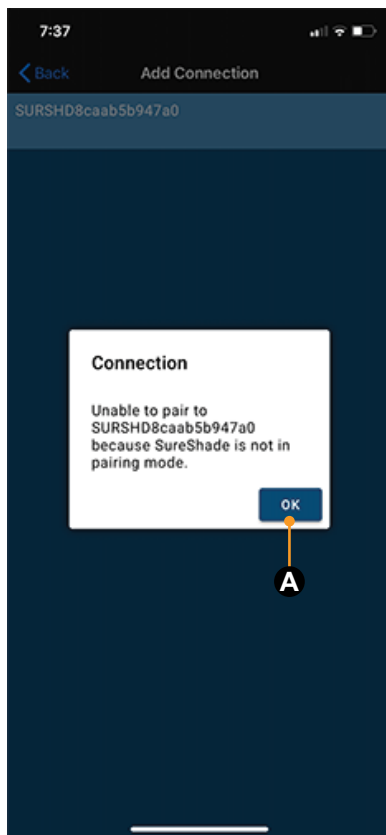 7:37
Back Add Connection
SURSHD8caab5b947a0
Connection
Unable to pair to
SURSHD8caab5b947a0
because SureShade is not in
pairing mode.
OK
A